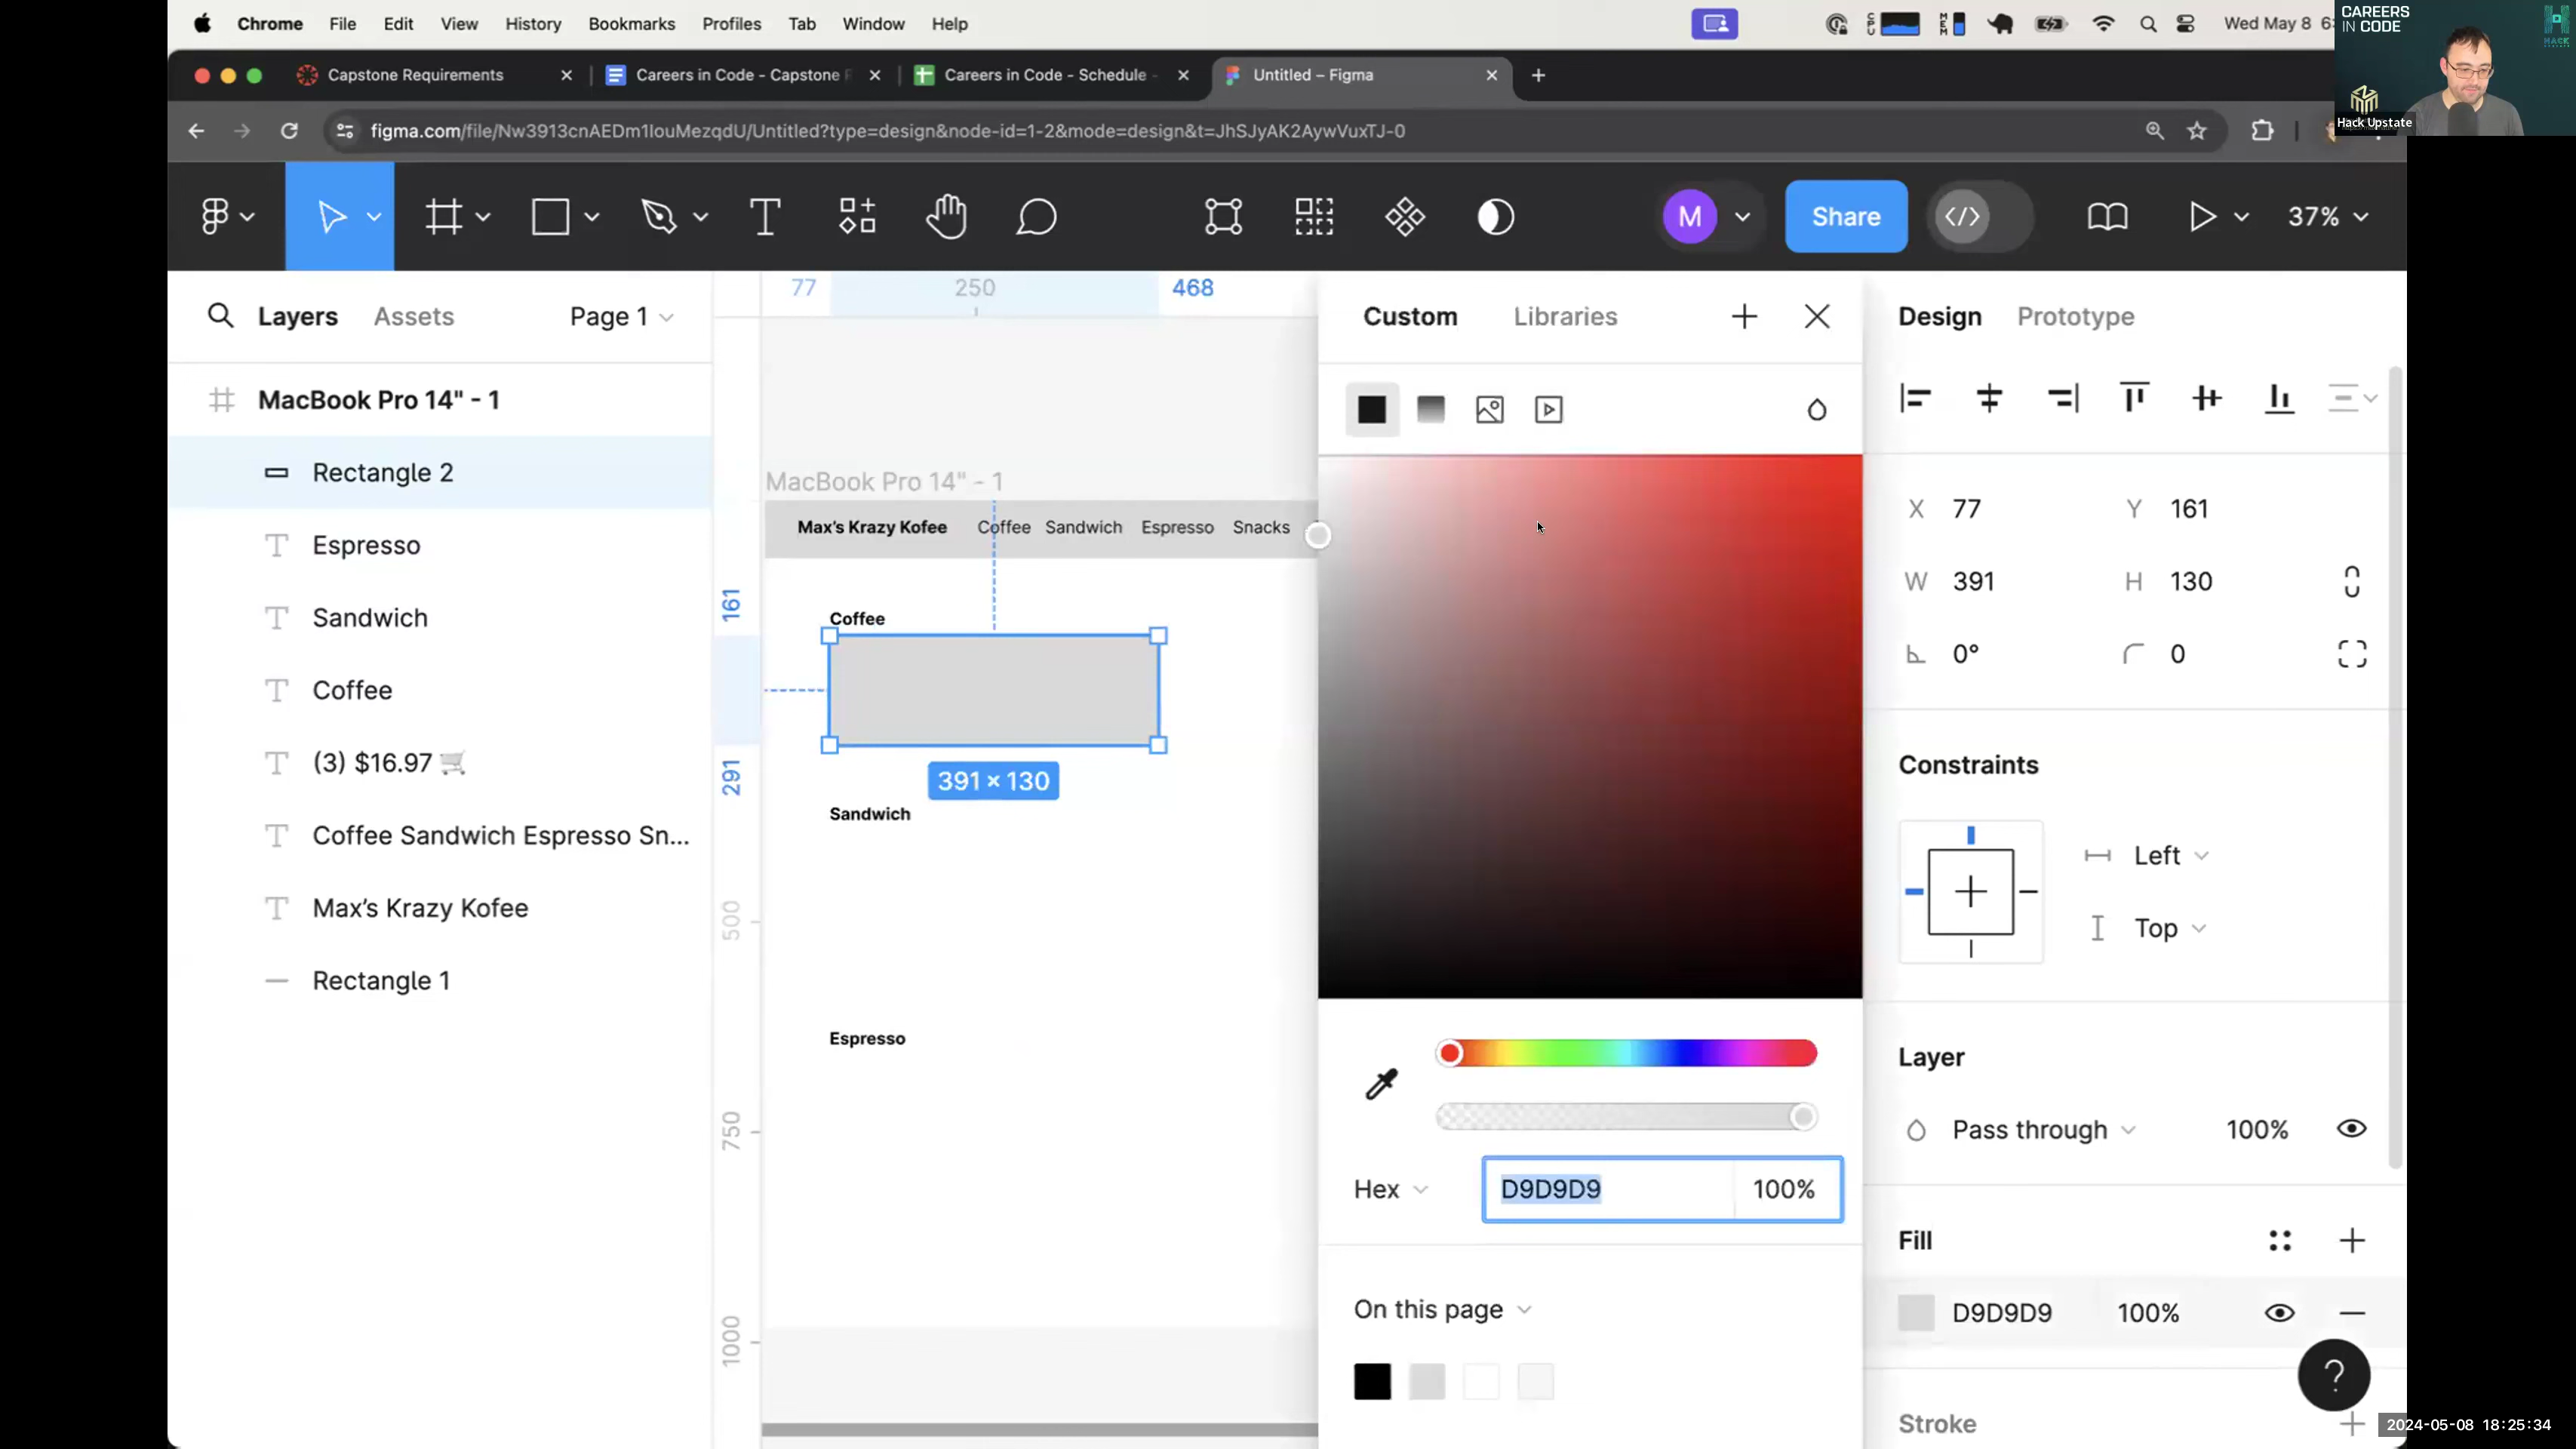 Chrome File Edit View History Bookmarks Profiles Tab Window Help
CPU
MEM
Wed May 8 6:
CAREERS
IN CODE
HACK
Hack Upstate
Capstone Requirements
Careers in Code - Capstone
Careers in Code - Schedule -
Untitled – Figma
figma.com/file/Nw3913cnAEDm1IouMezqdU/Untitled?type=design&node-id=1-2&mode=design&t=JhSJyAK2AywVuxTJ-0
M
Share
37%
Layers Assets Page 1
MacBook Pro 14" - 1
Rectangle 2
Espresso
Sandwich
Coffee
(3) $16.97 🛒
Coffee Sandwich Espresso Sn...
Max's Krazy Kofee
Rectangle 1
77 250 468
161
291
500
750
1000
MacBook Pro 14" - 1
Max's Krazy Kofee Coffee Sandwich Espresso Snacks
Coffee
391 × 130
Sandwich
Espresso
Custom Libraries
Hex D9D9D9 100%
On this page
Design Prototype
X 77 Y 161
W 391 H 130
0° 0
Constraints
Left
Top
Layer
Pass through 100%
Fill
D9D9D9 100%
Stroke
?
2024-05-08 18:25:34